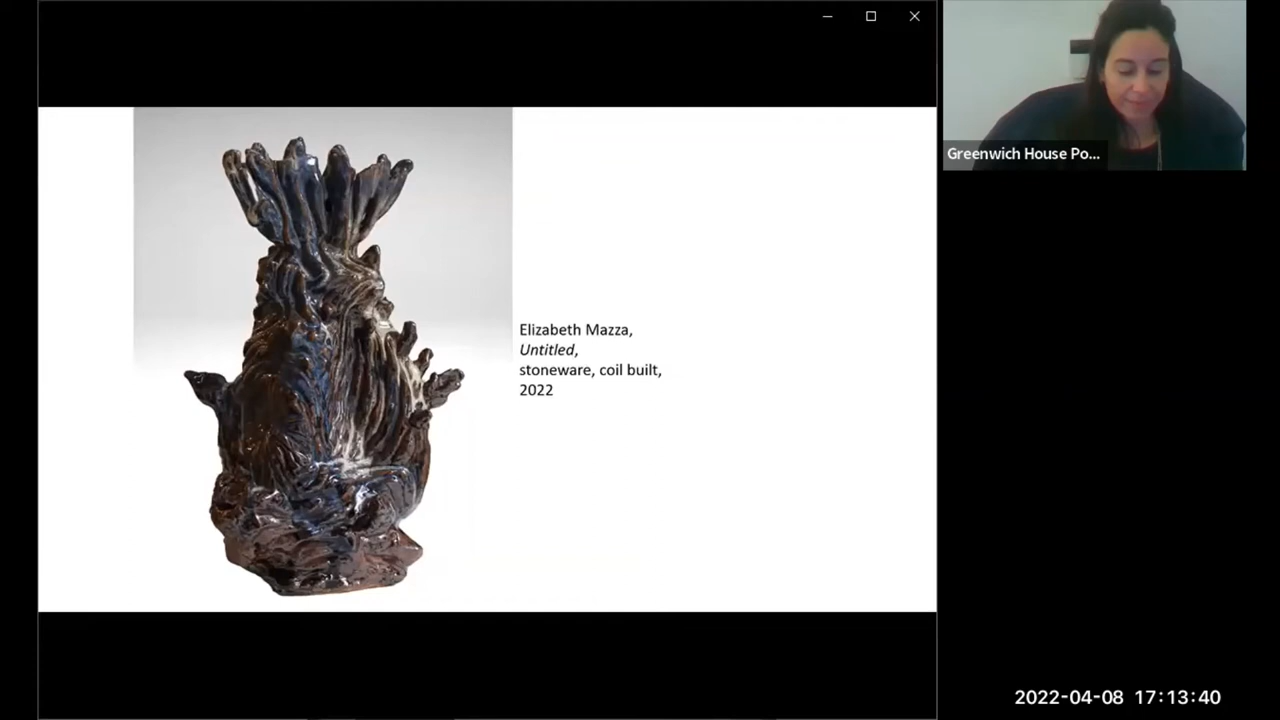 Greenwich House Po...
Elizabeth Mazza,
Untitled,
stoneware, coil built,
2022
2022-04-08 17:13:40